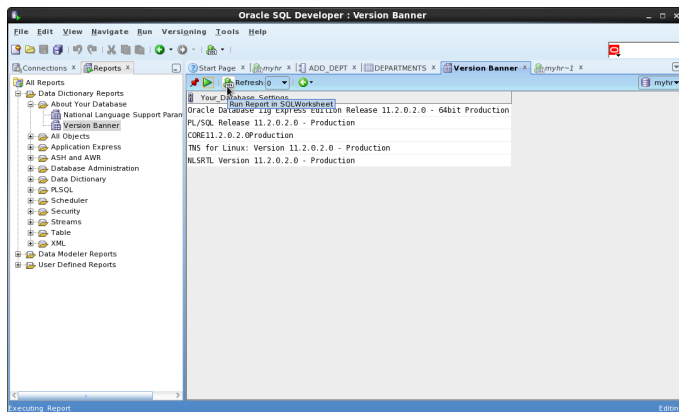 Oracle SQL Developer : Version Banner
File Edit View Navigate Run Versioning Tools Help
Connections Reports
Start Page myhr ADD_DEPT DEPARTMENTS Version Banner myhr~1
Refresh: 0
myhr
All Reports
Data Dictionary Reports
About Your Database
National Language Support Param
Version Banner
All Objects
Application Express
ASH and AWR
Database Administration
Data Dictionary
PLSQL
Scheduler
Security
Streams
Table
XML
Data Modeler Reports
User Defined Reports
Your_Database_Settings
Run Report in SQLWorksheet
Oracle Database 11g Express Edition Release 11.2.0.2.0 - 64bit Production
PL/SQL Release 11.2.0.2.0 - Production
CORE11.2.0.2.0Production
TNS for Linux: Version 11.2.0.2.0 - Production
NLSRTL Version 11.2.0.2.0 - Production
Executing Report
Editin